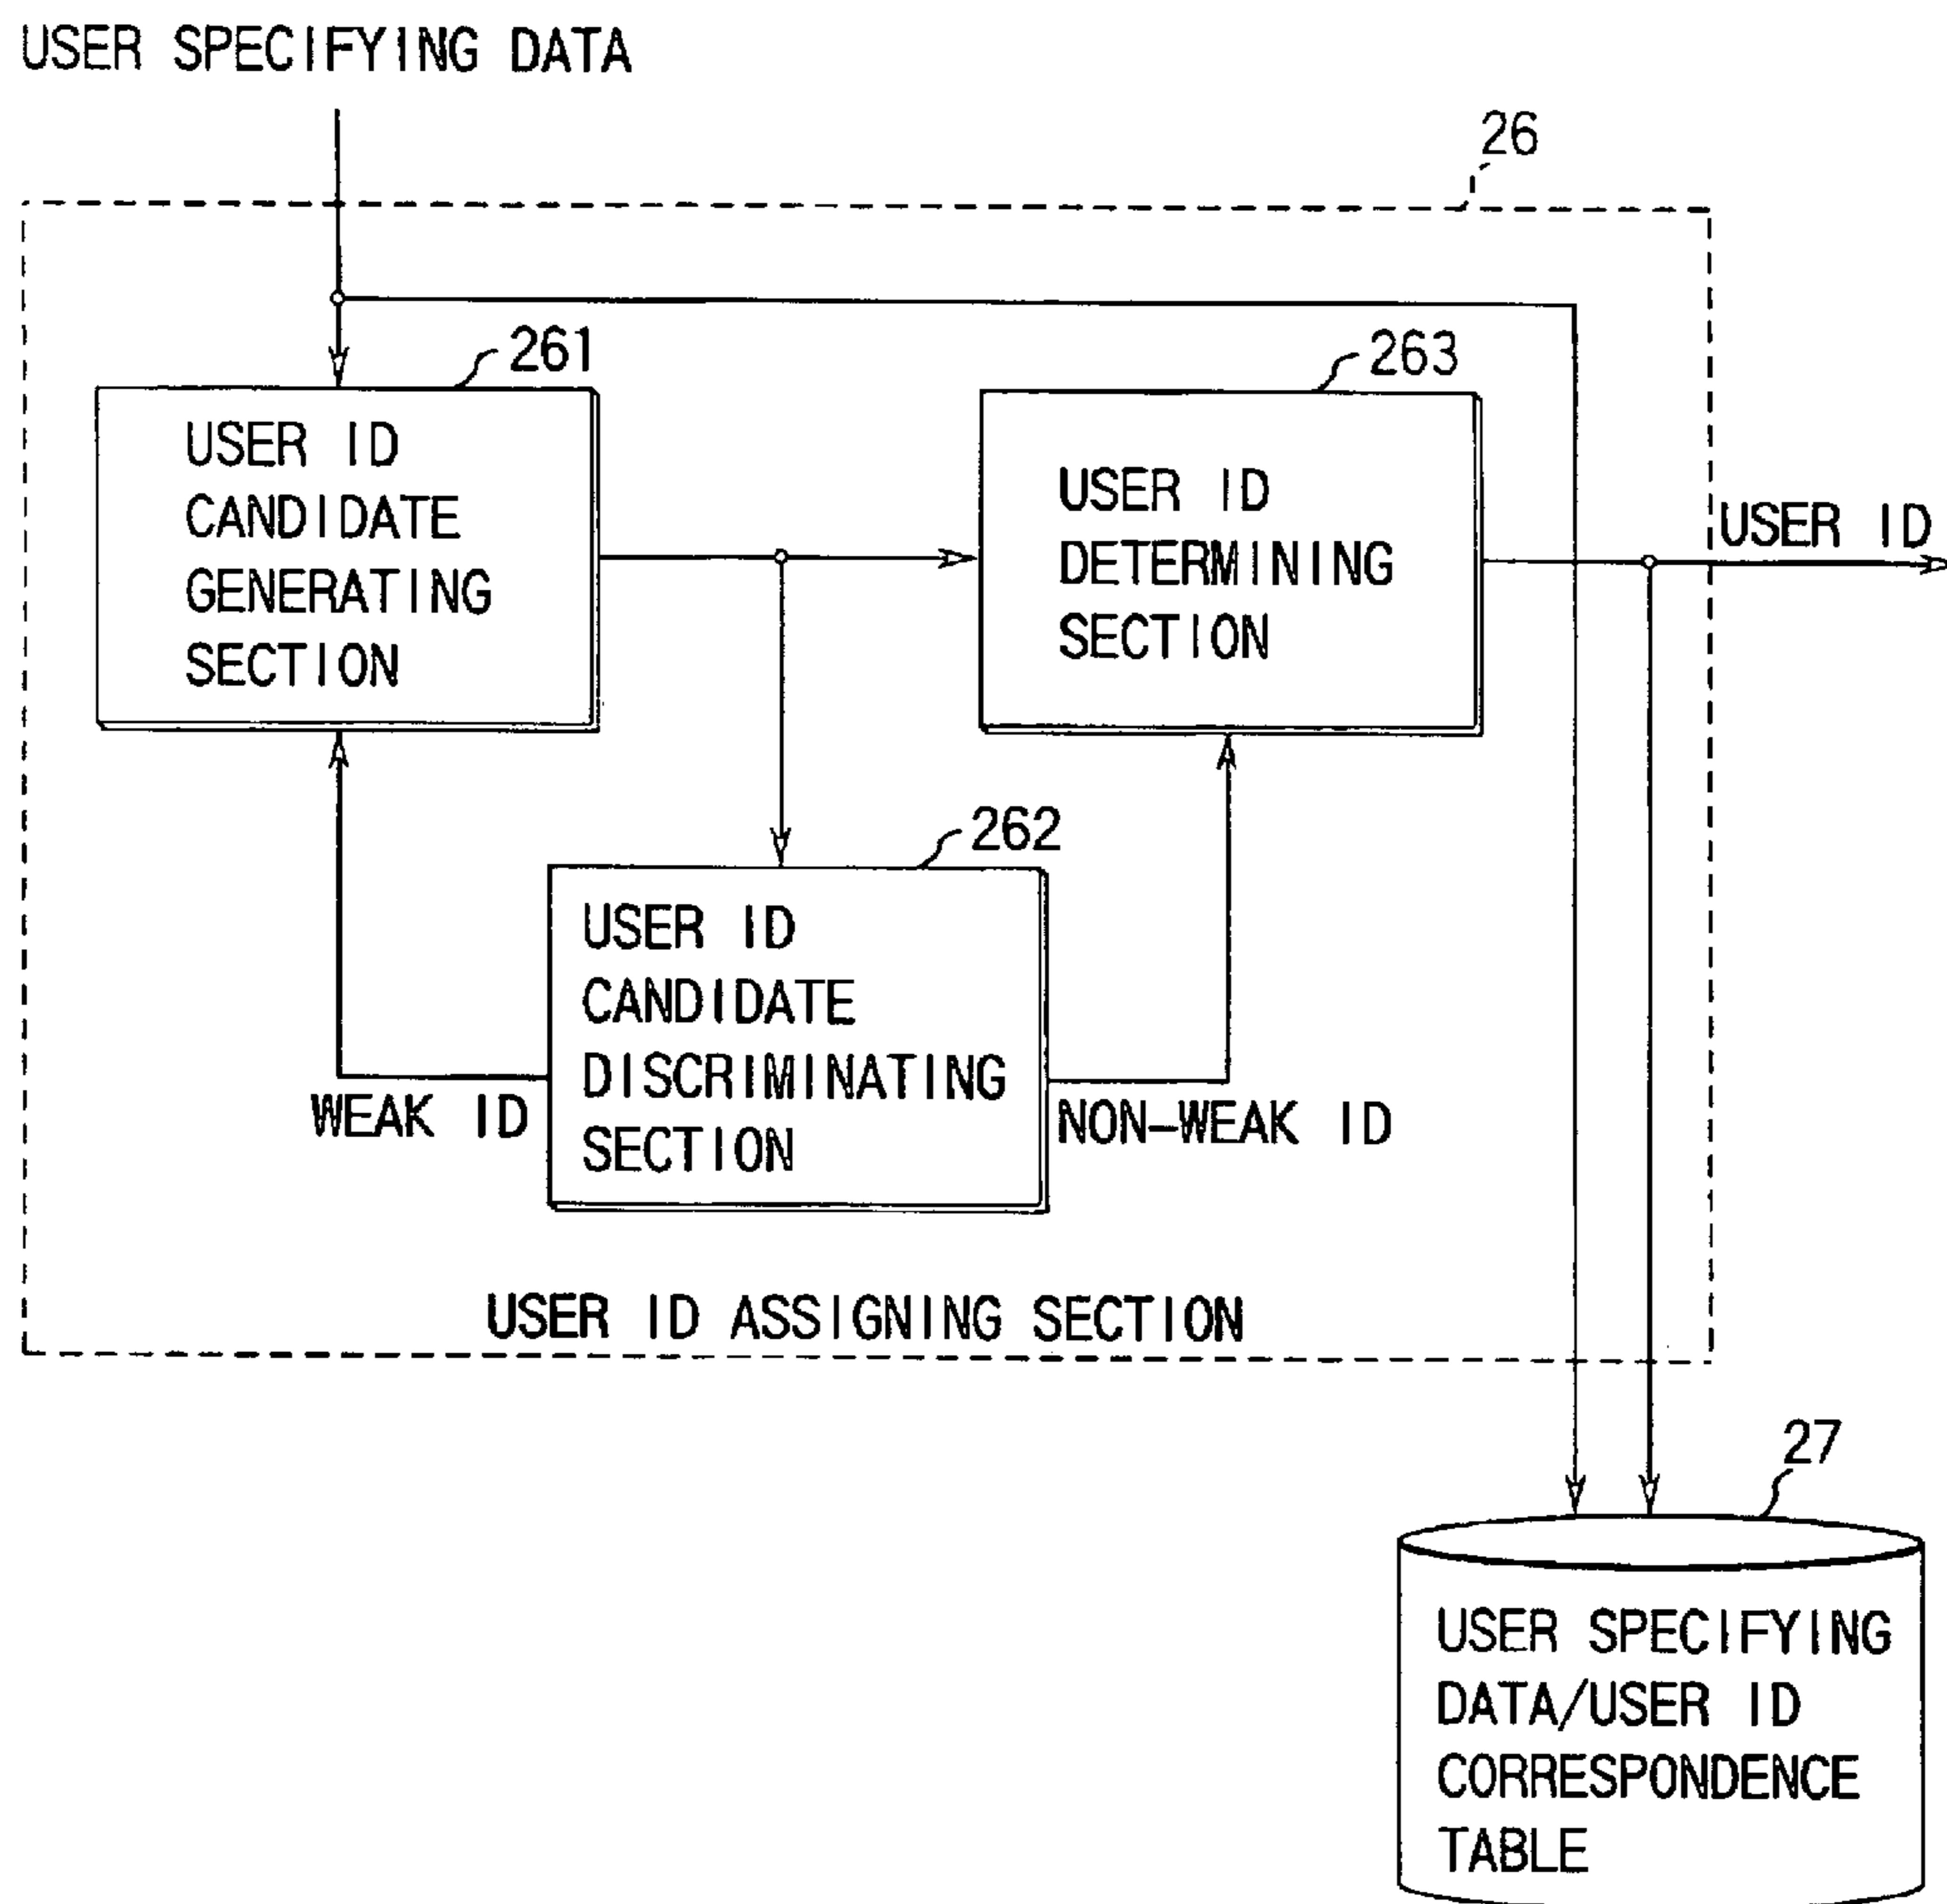 USER SPECIFYING DATA
26
261
USER ID
CANDIDATE
GENERATING
SECTION
263
USER ID
DETERMINING
SECTION
USER ID
262
USER ID
CANDIDATE
DISCRIMINATING
SECTION
WEAK ID
NON-WEAK ID
USER ID ASSIGNING SECTION
27
USER SPECIFYING
DATA/USER ID
CORRESPONDENCE
TABLE